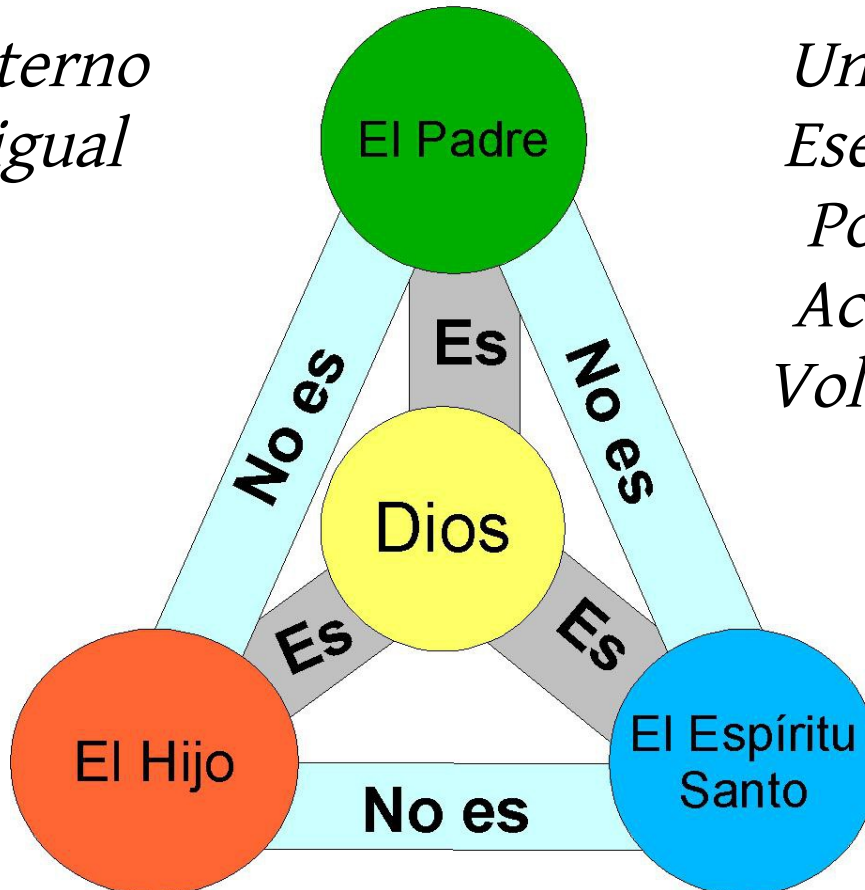 terno
igual
El Padre
Un
Ese
Po
Ac
Vol
Es
No es
No es
Dios
Es
Es
El Hijo
El Espíritu
Santo
No es